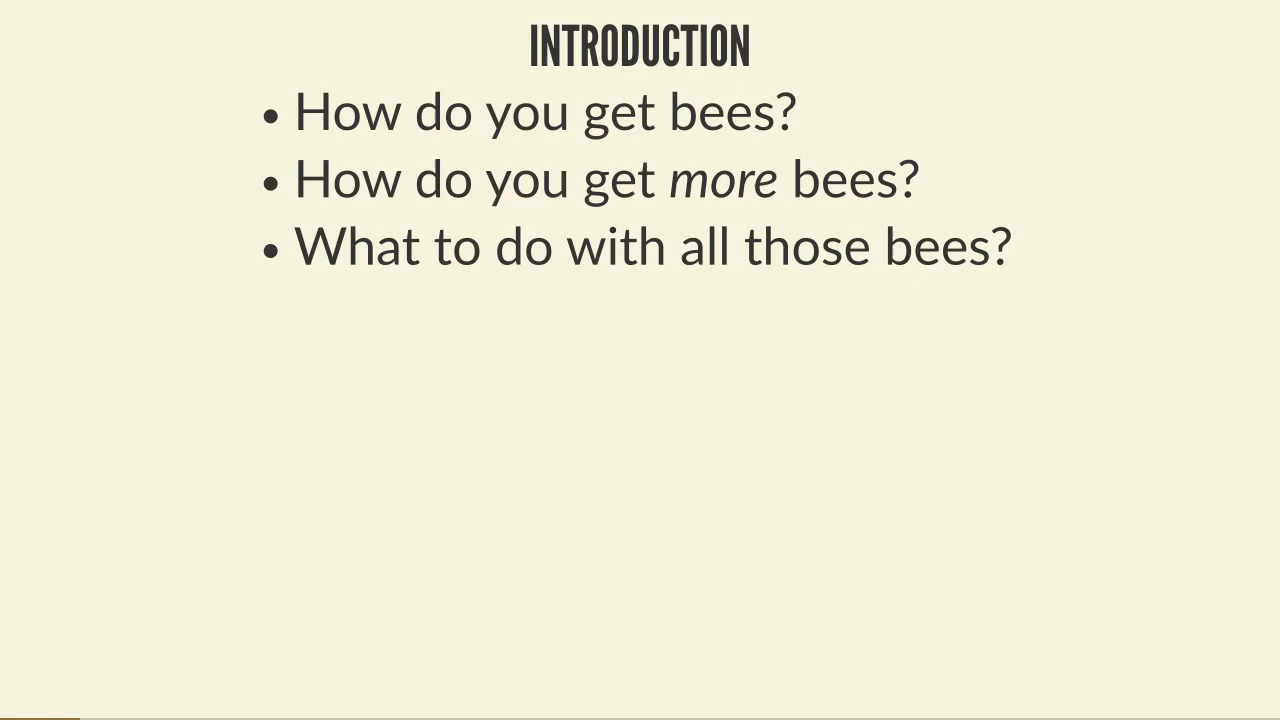 INTRODUCTION
• How do you get bees?
• How do you get more bees?
• What to do with all those bees?